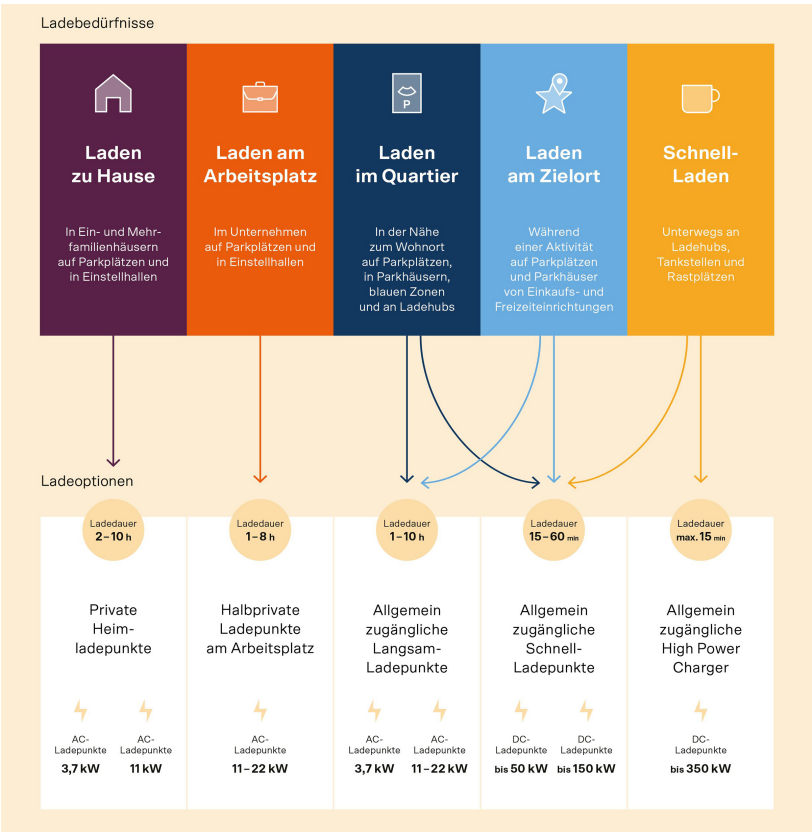 Ladebedürfnisse
Laden
zu Hause
In Ein- und Mehr-
familienhäusern
auf Parkplätzen und
in Einstellhallen
Laden am
Arbeitsplatz
Im Unternehmen
auf Parkplätzen und
in Einstellhallen
P
Laden
im Quartier
In der Nähe
zum Wohnort
auf Parkplätzen,
in Parkhäusern,
blauen Zonen
und an Ladehubs
Laden
am Zielort
Während
einer Aktivität
auf Parkplätzen
und Parkhäuser
von Einkaufs- und
Freizeiteinrichtungen
Schnell-
Laden
Unterwegs an
Ladehubs,
Tankstellen und
Rastplätzen
Ladeoptionen
Ladedauer
2–10 h
Private
Heim-
ladepunkte
AC-
Ladepunkte
3,7 kW
AC-
Ladepunkte
11 kW
Ladedauer
1–8 h
Halbprivate
Ladepunkte
am Arbeitsplatz
AC-
Ladepunkte
11–22 kW
Ladedauer
1–10 h
Allgemein
zugängliche
Langsam-
Ladepunkte
AC-
Ladepunkte
3,7 kW
AC-
Ladepunkte
11–22 kW
Ladedauer
15–60 min
Allgemein
zugängliche
Schnell-
Ladepunkte
DC-
Ladepunkte
bis 50 kW
DC-
Ladepunkte
bis 150 kW
Ladedauer
max. 15 min
Allgemein
zugängliche
High Power
Charger
DC-
Ladepunkte
bis 350 kW